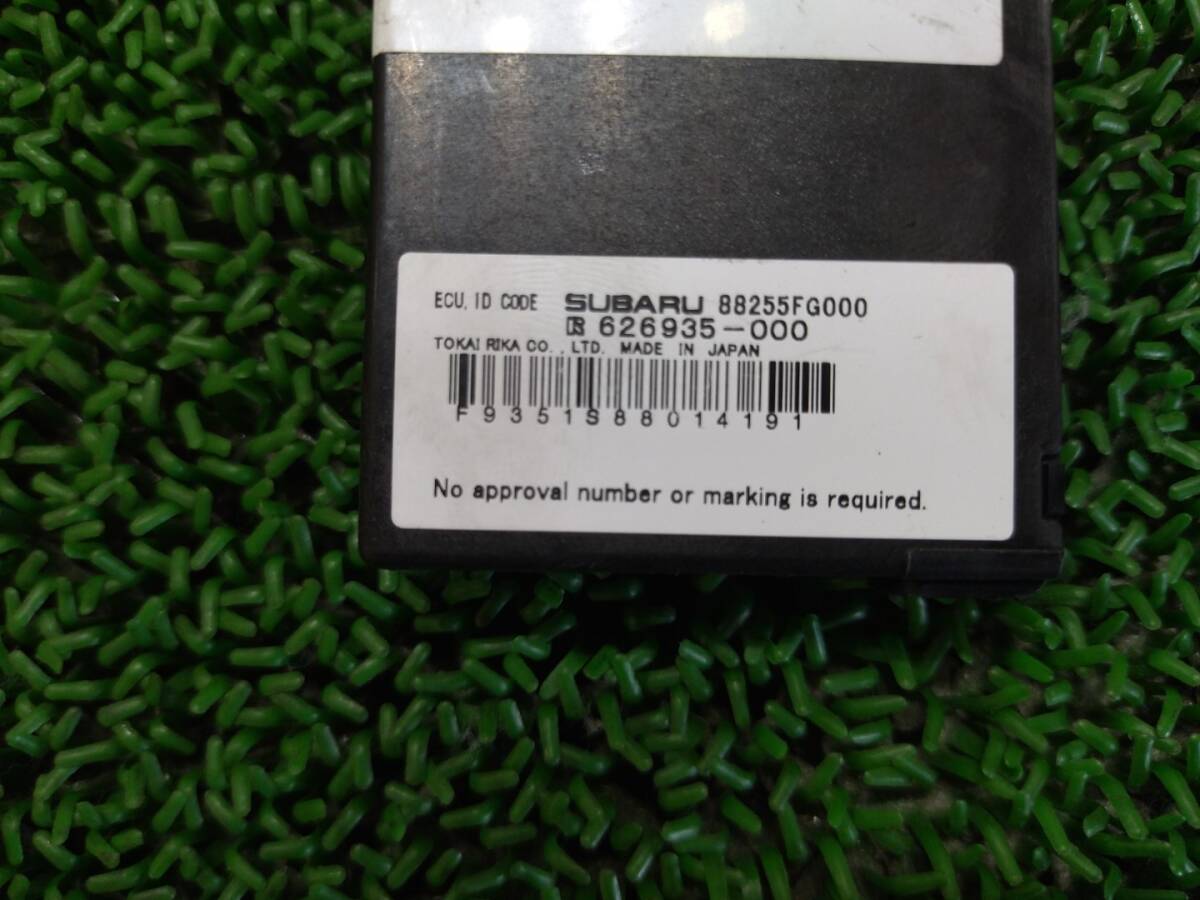 ECU, ID CODE SUBARU 88255FG000
R 626935-000
TOKAI RIKA CO., LTD. MADE IN JAPAN
F9351S88014191
No approval number or marking is required.